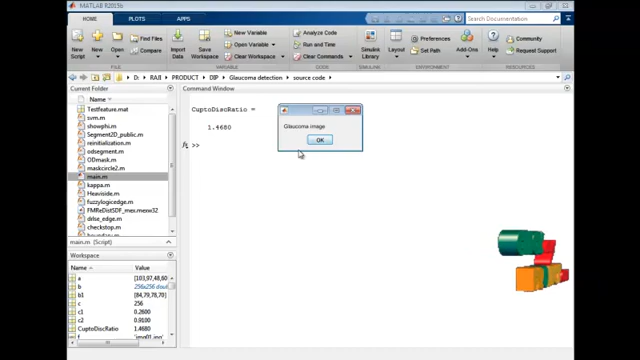 MATLAB R2015b
HOME
PLOTS
APPS
Search Documentation
New Script
New
Open
Find Files
Compare
Import Data
Save Workspace
New Variable
Open Variable
Clear Workspace
Analyze Code
Run and Time
Clear Commands
Simulink Library
Layout
Preferences
Set Path
Add-Ons
Help
Community
Request Support
FILE
VARIABLE
CODE
SIMULINK
ENVIRONMENT
RESOURCES
D: ▸ RAJI ▸ PRODUCT ▸ DIP ▸ Glaucoma detection ▸ source code ▸
Current Folder
Name
Testfeature.mat
svm.m
showphi.m
Segment2D_public.m
reinitialization.m
odsegment.m
ODmask.m
maskcircle2.m
main.m
kappa.m
Heaviside.m
fuzzylogicedge.m
FMReDistSDF_mex.mexw32
drlse_edge.m
checkstop.m
boundary.m
main.m (Script)
Workspace
Name Value
a [103,97,48,60
b 256x256 dou
b1 [84,79,78,70]
c 256
c1 0.2600
c2 0.9100
CuptoDiscRatio 1.4680
f 'img01.jpg'
Command Window
CuptoDiscRatio =
1.4680
>>
Glaucoma image
OK